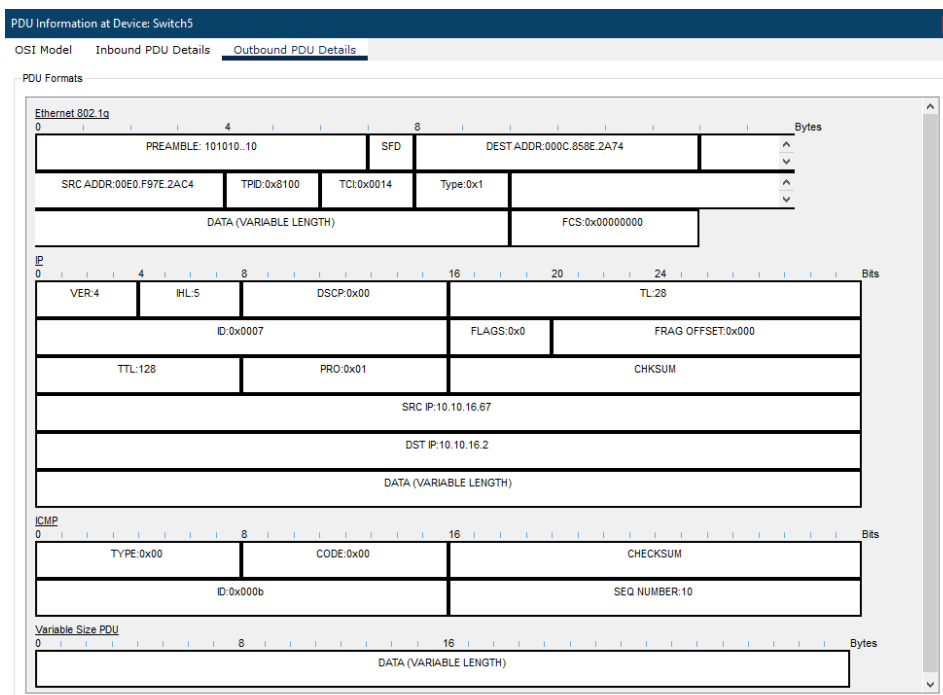 PDU Information at Device: Switch5
OSI Model Inbound PDU Details Outbound PDU Details
PDU Formats
Ethernet 802.1q
0 4 8 Bytes
PREAMBLE: 101010..10 SFD DEST ADDR:000C.858E.2A74
SRC ADDR:00E0.F97E.2AC4 TPID:0x8100 TCI:0x0014 Type:0x1
DATA (VARIABLE LENGTH) FCS:0x00000000
IP
0 4 8 16 20 24 Bits
VER:4 IHL:5 DSCP:0x00 TL:28
ID:0x0007 FLAGS:0x0 FRAG OFFSET:0x000
TTL:128 PRO:0x01 CHKSUM
SRC IP:10.10.16.67
DST IP:10.10.16.2
DATA (VARIABLE LENGTH)
ICMP
0 8 16 Bits
TYPE:0x00 CODE:0x00 CHECKSUM
ID:0x000b SEQ NUMBER:10
Variable Size PDU
0 8 16 Bytes
DATA (VARIABLE LENGTH)